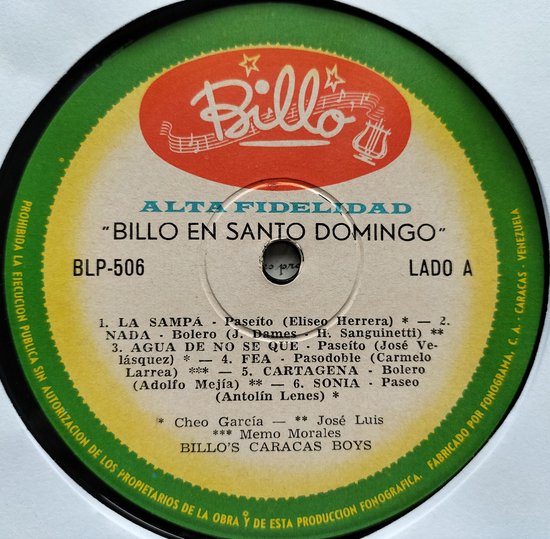 Billo
ALTA FIDELIDAD
"BILLO EN SANTO DOMINGO"
BLP-506
LADO A
1. LA SAMPÁ - Paseíto (Eliseo Herrera) * — 2.
NADA - Bolero (J. Dames - H. Sanguinetti) **
— 3. AGUA DE NO SE QUE - Paseíto (José Ve-
lásquez) * — 4. FEA - Pasodoble (Carmelo
Larrea) *** — 5. CARTAGENA - Bolero
(Adolfo Mejía) ** — 6. SONIA - Paseo
(Antolín Lenes) *
* Cheo García — ** José Luis
*** Memo Morales
BILLO'S CARACAS BOYS
PROHIBIDA LA EJECUCION PUBLICA SIN AUTORIZACION DE LOS PROPIETARIOS DE LA OBRA Y DE ESTA PRODUCCION FONOGRAFICA. FABRICADO POR FONOGRAMA, C. A. - CARACAS - VENEZUELA